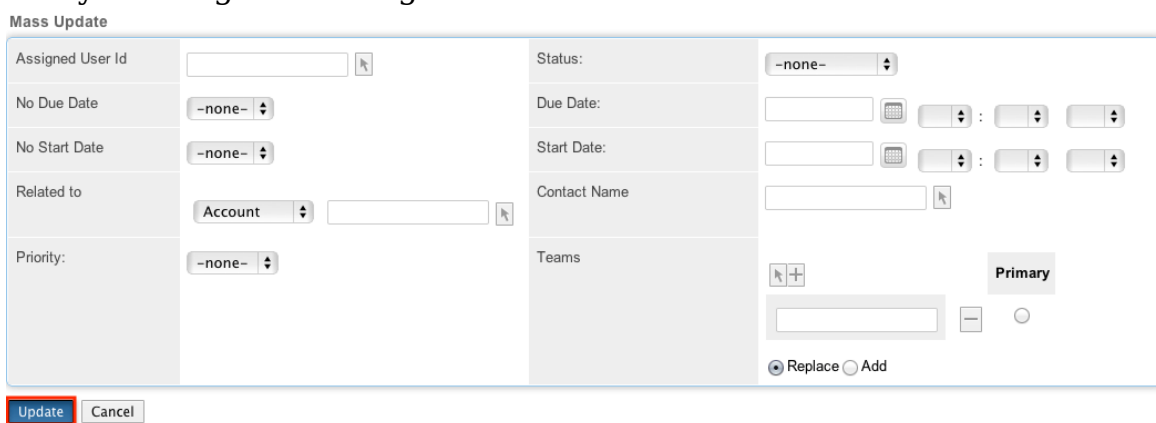 Mass Update
Assigned User Id
Status:
-none-
No Due Date
-none-
Due Date:
:
No Start Date
-none-
Start Date:
:
Related to
Account
Contact Name
Priority:
-none-
Teams
Primary
Replace
Add
Update
Cancel